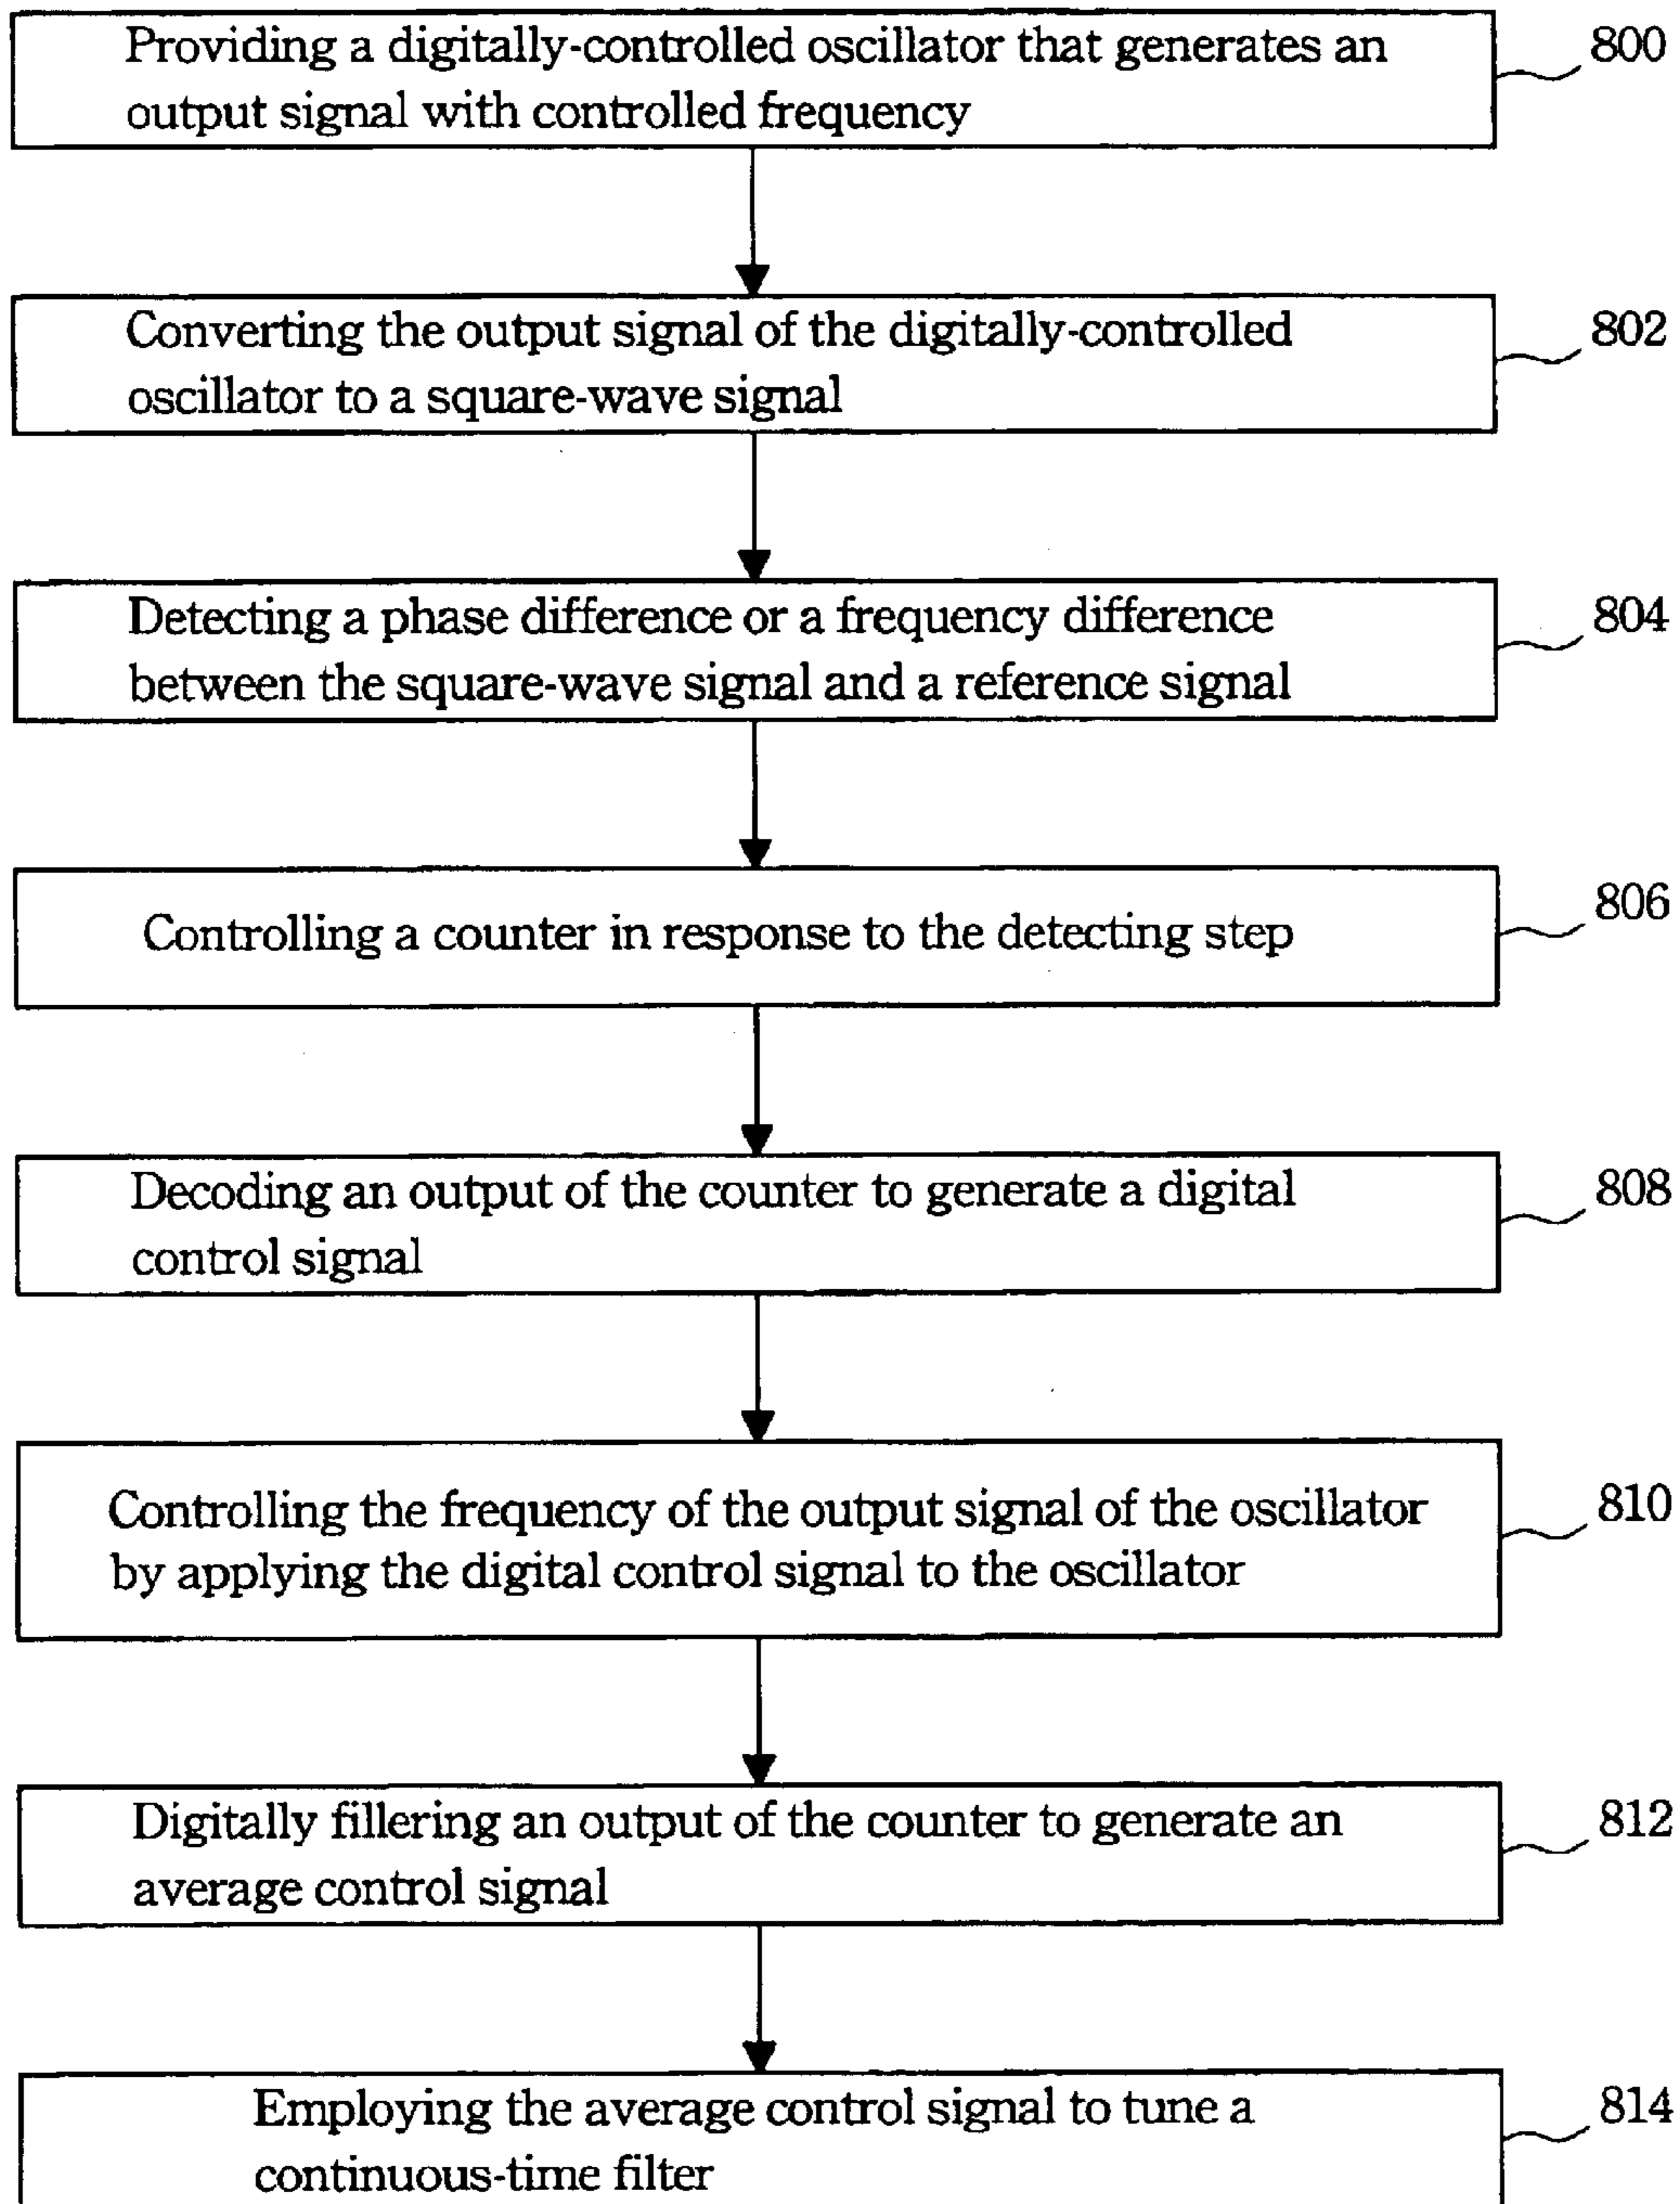 Providing a digitally-controlled oscillator that generates an
output signal with controlled frequency
800
Converting the output signal of the digitally-controlled
oscillator to a square-wave signal
802
Detecting a phase difference or a frequency difference
between the square-wave signal and a reference signal
804
Controlling a counter in response to the detecting step
806
Decoding an output of the counter to generate a digital
control signal
808
Controlling the frequency of the output signal of the oscillator
by applying the digital control signal to the oscillator
810
Digitally fillering an output of the counter to generate an
average control signal
812
Employing the average control signal to tune a
continuous-time filter
814